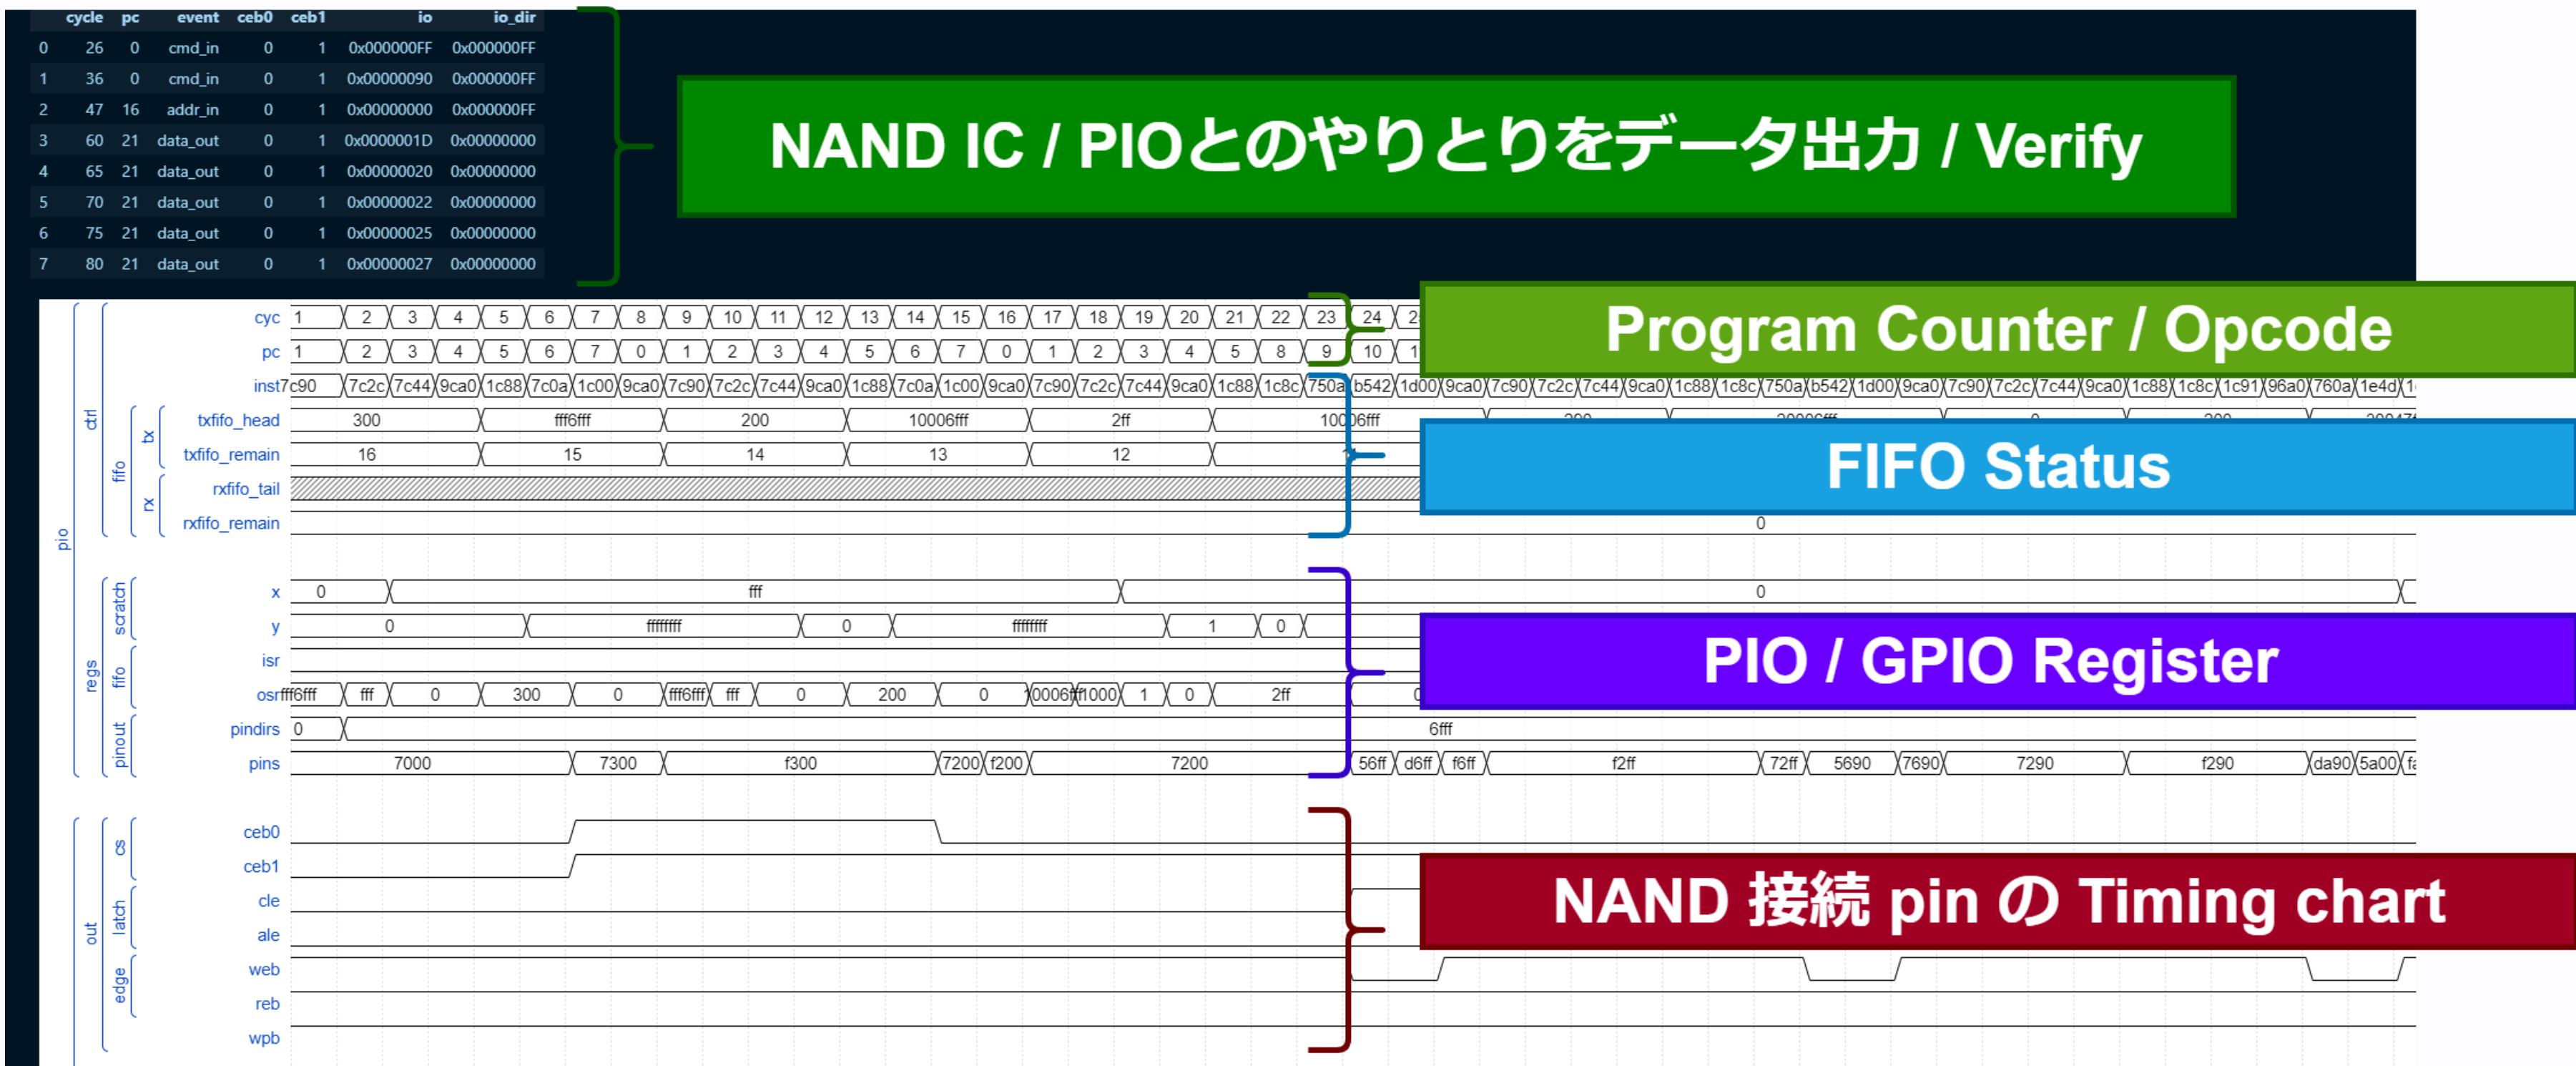 cycle pc event ceb0 ceb1 io io_dir
0 26 0 cmd_in 0 1 0x000000FF 0x000000FF
1 36 0 cmd_in 0 1 0x00000090 0x000000FF
2 47 16 addr_in 0 1 0x00000000 0x000000FF
3 60 21 data_out 0 1 0x0000001D 0x00000000
4 65 21 data_out 0 1 0x00000020 0x00000000
5 70 21 data_out 0 1 0x00000022 0x00000000
6 75 21 data_out 0 1 0x00000025 0x00000000
7 80 21 data_out 0 1 0x00000027 0x00000000
NAND IC / PIOとのやりとりをデータ出力 / Verify
Program Counter / Opcode
FIFO Status
PIO / GPIO Register
NAND 接続 pin の Timing chart
pio
ctrl
cyc 1 2 3 4 5 6 7 8 9 10 11 12 13 14 15 16 17 18 19 20 21 22 23 24
pc 1 2 3 4 5 6 7 0 1 2 3 4 5 6 7 0 1 2 3 4 5 8 9 10
inst 7c90 7c2c 7c44 9ca0 1c88 7c0a 1c00 9ca0 7c90 7c2c 7c44 9ca0 1c88 7c0a 1c00 9ca0 7c90 7c2c 7c44 9ca0 1c88 1c8c 750a b542 1d00 9ca0 7c90 7c2c 7c44 9ca0 1c88 1c8c 750a b542 1d00 9ca0 7c90 7c2c 7c44 9ca0 1c88 1c8c 1c91 96a0 760a 1e4d
fifo
tx
txfifo_head 300 fff6fff 200 10006fff 2ff 10006fff
txfifo_remain 16 15 14 13 12
rx
rxfifo_tail
rxfifo_remain 0
regs
scratch
x 0 fff 0
y 0 ffffffff 0 ffffffff 1 0
fifo
isr
osr fff6fff fff 0 300 0 fff6fff fff 0 200 0 10006fff 1000 1 0 2ff
pinout
pindirs 0 6fff
pins 7000 7300 f300 7200 f200 7200 56ff d6ff f6ff f2ff 72ff 5690 7690 7290 f290 da90 5a00
out
cs
ceb0
ceb1
latch
cle
ale
edge
web
reb
wpb